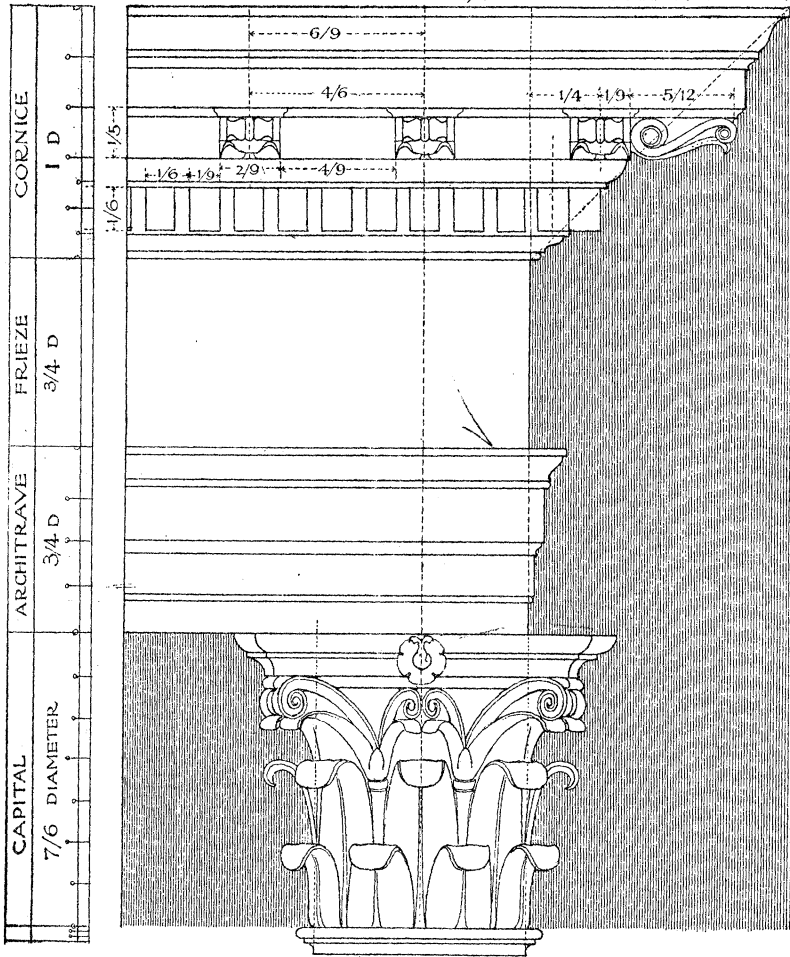 CORNICE
1 D
FRIEZE
3/4 D
ARCHITRAVE
3/4 D
CAPITAL
7/6 DIAMETER
6/9
4/6
1/4
1/9
5/12
1/5
1/6
1/9
2/9
4/9
1/6